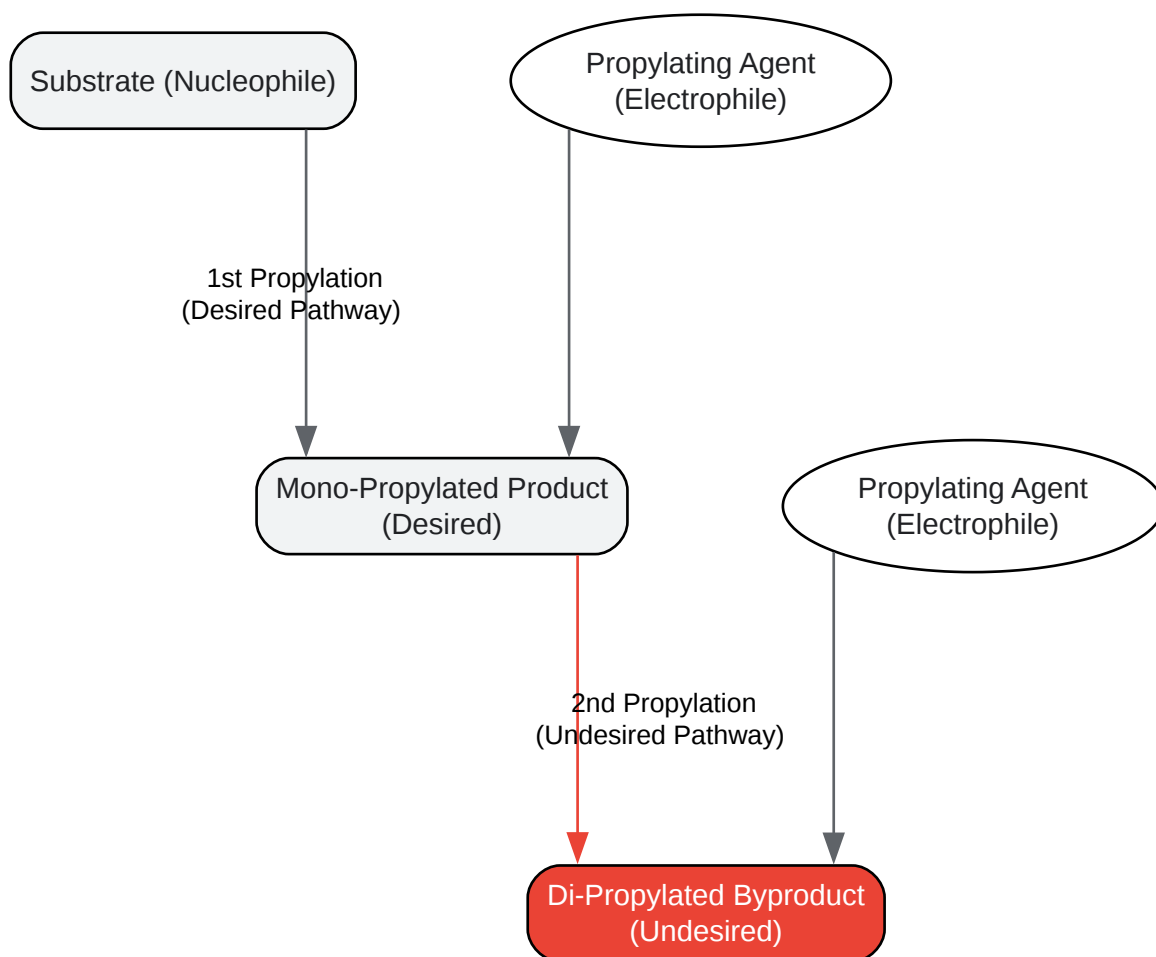 Substrate (Nucleophile)
Propylating Agent
(Electrophile)
1st Propylation
(Desired Pathway)
Mono-Propylated Product
(Desired)
Propylating Agent
(Electrophile)
2nd Propylation
(Undesired Pathway)
Di-Propylated Byproduct
(Undesired)